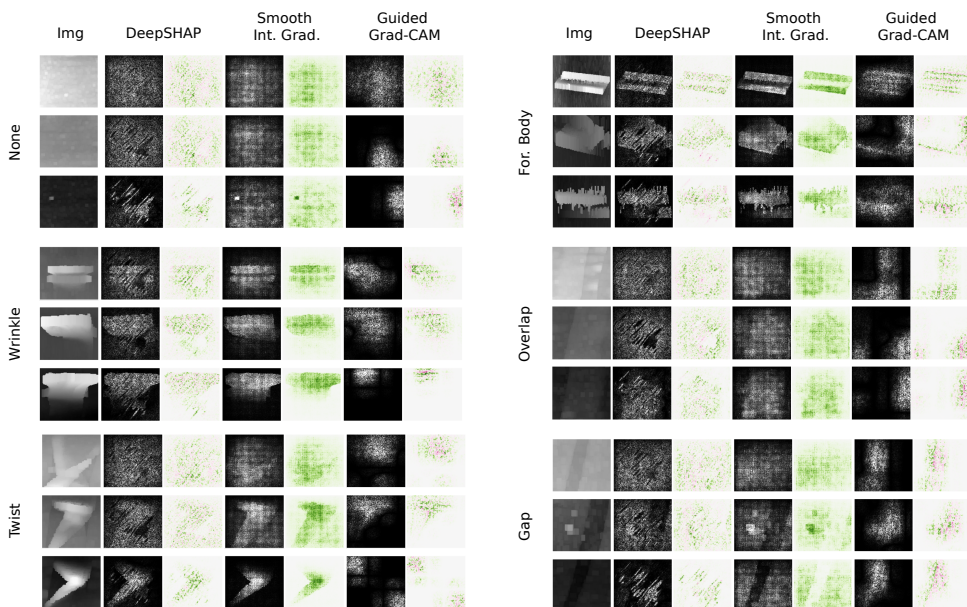 Img DeepSHAP Smooth Int. Grad. Guided Grad-CAM
None
Wrinkle
Twist
Img DeepSHAP Smooth Int. Grad. Guided Grad-CAM
For. Body
Overlap
Gap